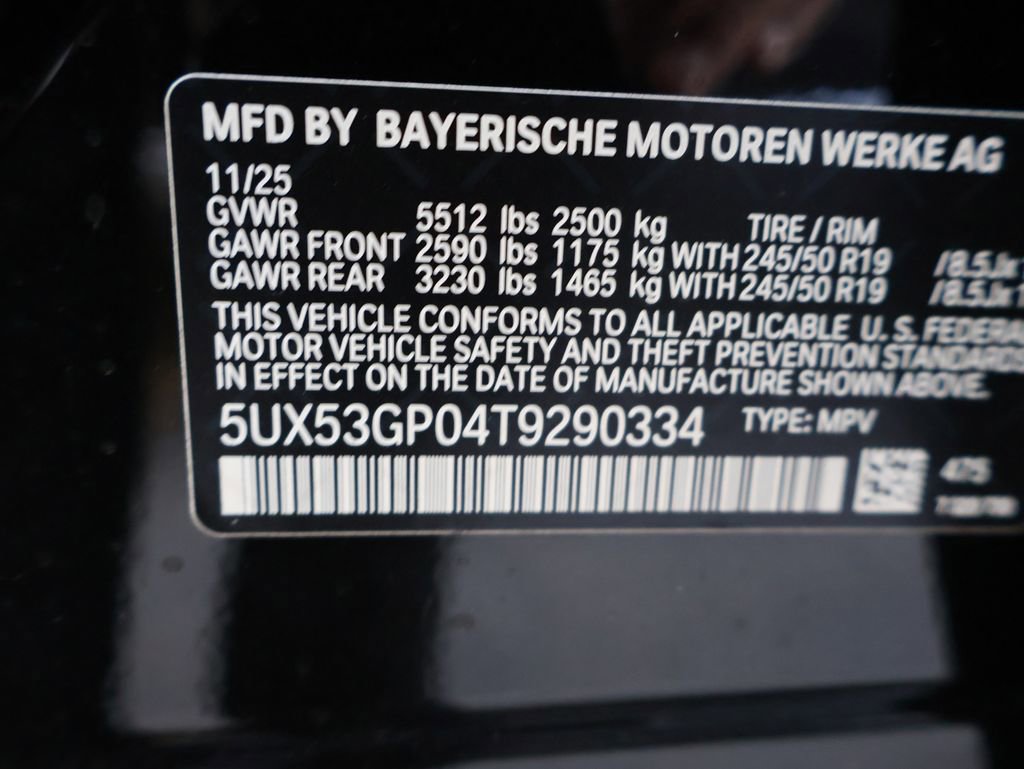 MFD BY BAYERISCHE MOTOREN WERKE AG
11/25
GVWR 5512 lbs 2500 kg TIRE / RIM
GAWR FRONT 2590 lbs 1175 kg WITH 245/50 R19
GAWR REAR 3230 lbs 1465 kg WITH 245/50 R19
THIS VEHICLE CONFORMS TO ALL APPLICABLE U. S. FEDERAL
MOTOR VEHICLE SAFETY AND THEFT PREVENTION STANDARDS
IN EFFECT ON THE DATE OF MANUFACTURE SHOWN ABOVE.
5UX53GP04T9290334 TYPE: MPV
475